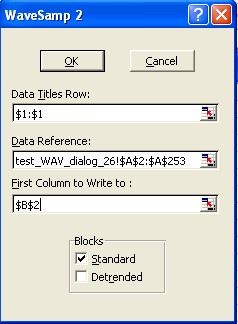 WaveSamp 2
OK Cancel
Data Titles Row:
$1:$1
Data Reference:
test_WAV_dialog_26!$A$2:$A$253
First Column to Write to :
$B$2
Blocks
Standard
Detrended